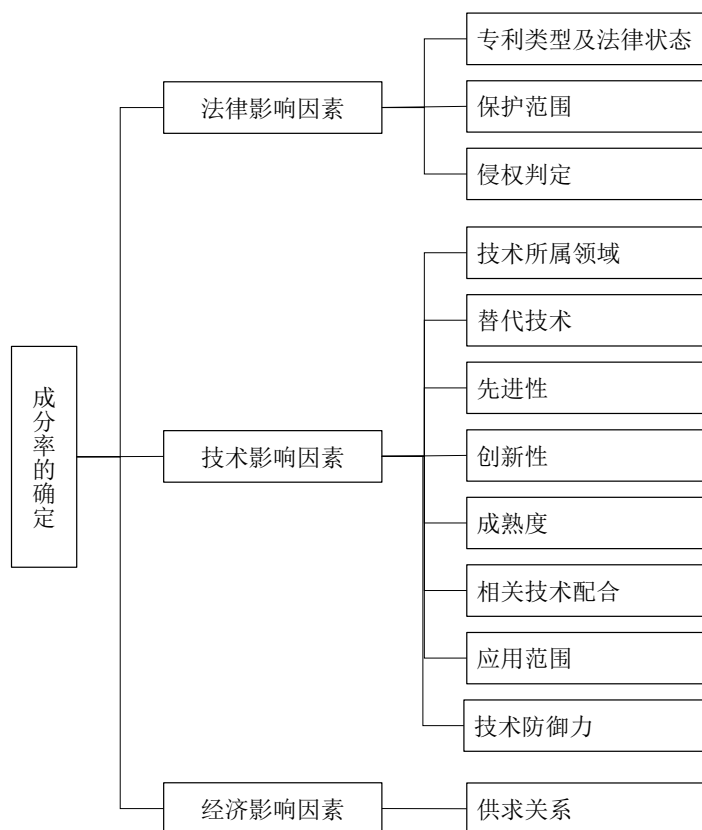 成分率的确定
法律影响因素
专利类型及法律状态
保护范围
侵权判定
技术影响因素
技术所属领域
替代技术
先进性
创新性
成熟度
相关技术配合
应用范围
技术防御力
经济影响因素
供求关系